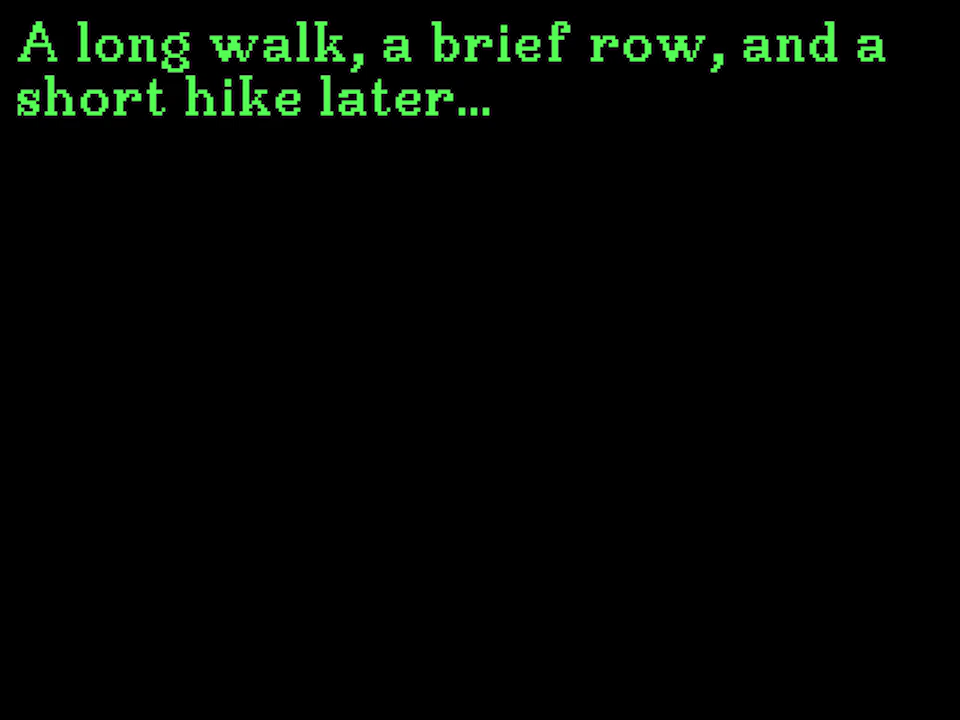 A long walk, a brief row, and a
short hike later...